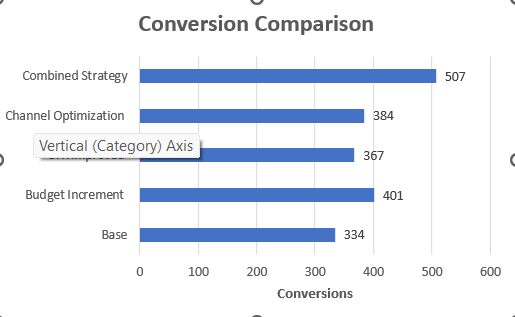 Conversion Comparison
Combined Strategy 507
Channel Optimization 384
Vertical (Category) Axis
367
Budget Increment 401
Base 334
0 100 200 300 400 500 600
Conversions